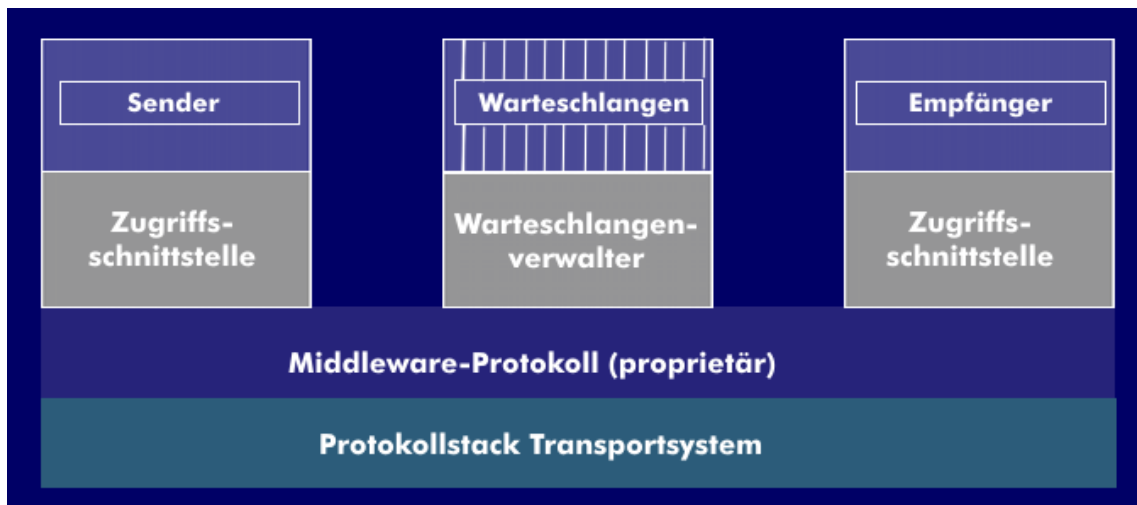 Sender
Warteschlangen
Empfänger
Zugriffs-
schnittstelle
Warteschlangen-
verwalter
Zugriffs-
schnittstelle
Middleware-Protokoll (proprietär)
Protokollstack Transportsystem